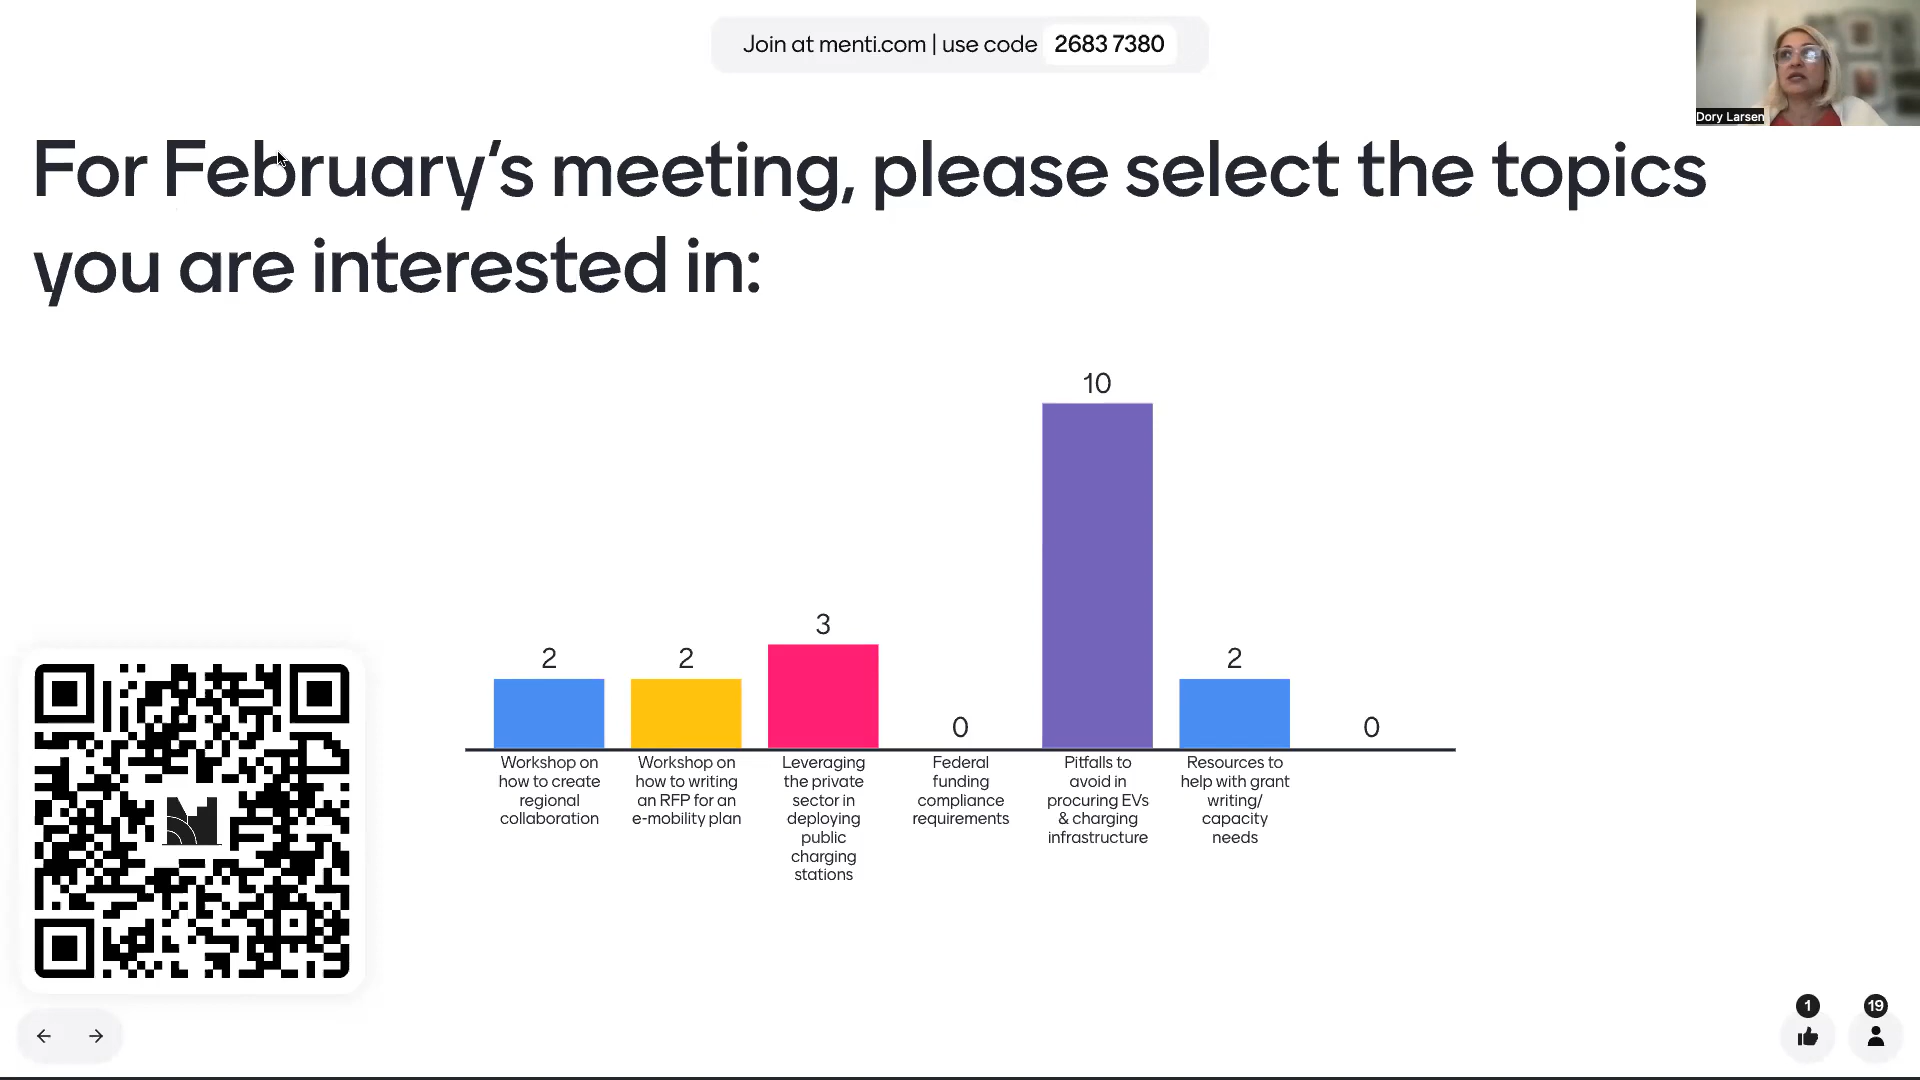 Join at menti.com | use code 2683 7380
Dory Larsen
For February's meeting, please select the topics
you are interested in:
2
2
3
0
10
2
0
Workshop on
how to create
regional
collaboration
Workshop on
how to writing
an RFP for an
e-mobility plan
Leveraging
the private
sector in
deploying
public
charging
stations
Federal
funding
compliance
requirements
Pitfalls to
avoid in
procuring EVs
& charging
infrastructure
Resources to
help with grant
writing/
capacity
needs
1
19